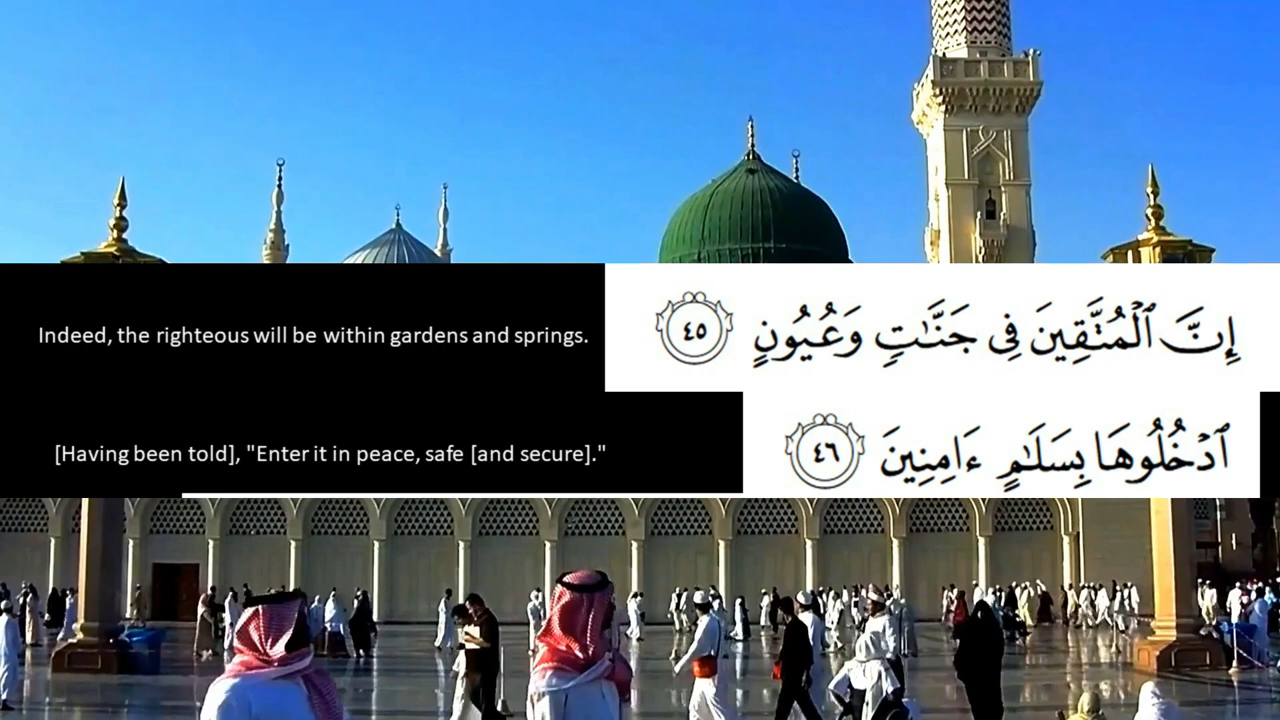 Indeed, the righteous will be within gardens and springs.
إِنَّ ٱلْمُتَّقِينَ فِى جَنَّـٰتٍ وَعُيُونٍ ٤٥
[Having been told], "Enter it in peace, safe [and secure]."
ٱدْخُلُوهَا بِسَلَـٰمٍ ءَامِنِينَ ٤٦